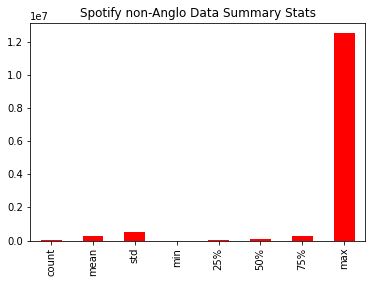 Spotify non-Anglo Data Summary Stats
1e7
1.2
1.0
0.8
0.6
0.4
0.2
0.0
count
mean
std
min
25%
50%
75%
max